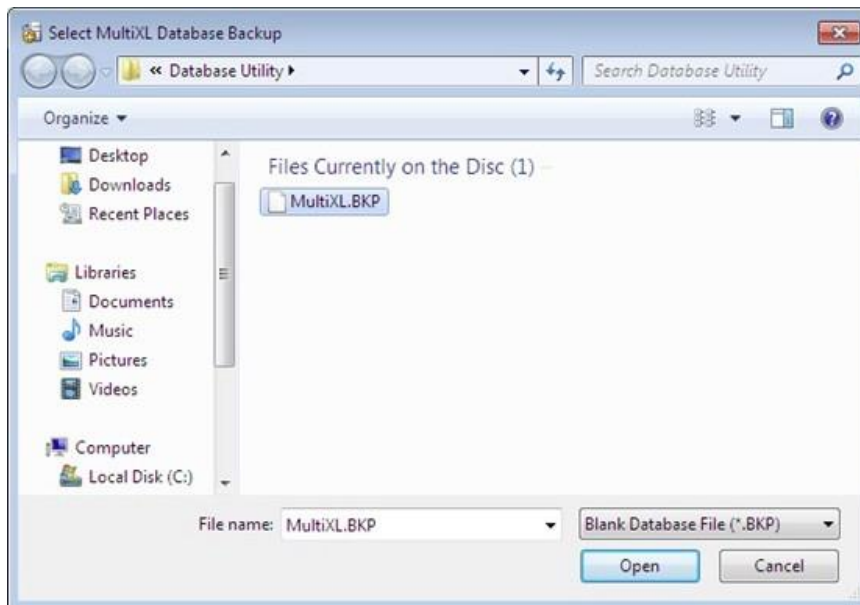 Select MultiXL Database Backup
« Database Utility
Search Database Utility
Organize
Desktop
Downloads
Recent Places
Libraries
Documents
Music
Pictures
Videos
Computer
Local Disk (C:)
Files Currently on the Disc (1)
MultiXL.BKP
File name: MultiXL.BKP
Blank Database File (*.BKP)
Open Cancel